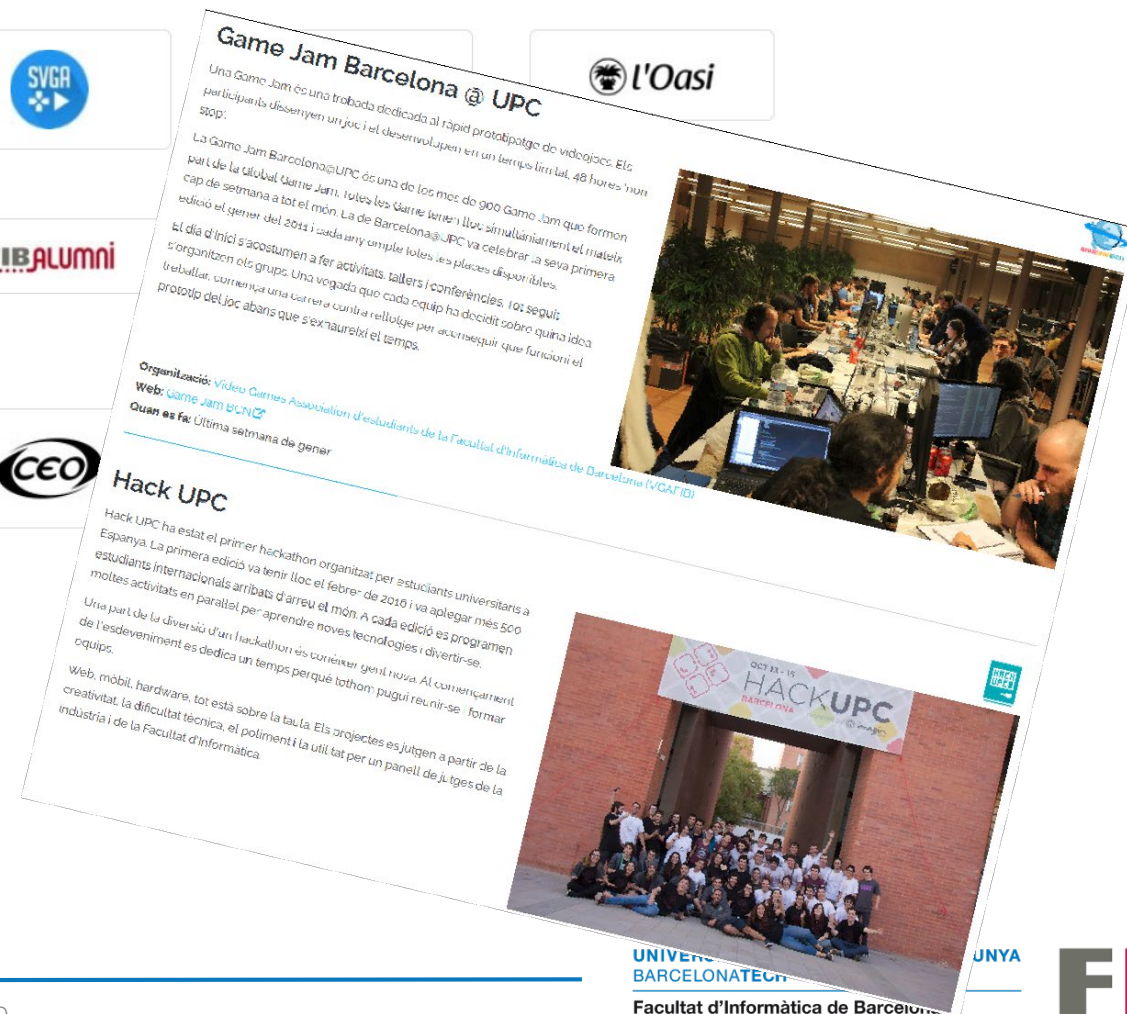 SVGA
l'Oasi
IBALUMNI
CEO
Game Jam Barcelona @ UPC
Una Game Jam és una trobada dedicada al ràpid prototipatge de videojocs. Els
participants dissenyen un joc i el desenvolupen en un temps limitat, 48 hores 'non
stop'.
La Game Jam Barcelona@UPC és una de les més de 900 Game Jam que formen
part de la Global Game Jam. Totes les Game tenen lloc simultàniament el mateix
cap de setmana a tot el món. La de Barcelona@UPC va celebrar la seva primera
edició el gener del 2011 i cada any omple totes les places disponibles.
El dia d'inici s'acostumen a fer activitats, tallers i conferències. Tot seguit
s'organitzen els grups. Una vegada que cada equip ha decidit sobre quina idea
treballar, comença una carrera contra rellotge per aconseguir que funcioni el
prototip del joc abans que s'exhaureixi el temps.
Organització: Video Games Association d'estudiants de la Facultat d'Informàtica de Barcelona (VGAFIB)
Web: Game Jam BCN
Quan es fa: Última setmana de gener
Hack UPC
Hack UPC ha estat el primer hackathon organitzat per estudiants universitaris a
Espanya. La primera edició va tenir lloc el febrer de 2016 i va aplegar més 500
estudiants internacionals arribats d'arreu el món. A cada edició es programen
moltes activitats en paral·lel per aprendre noves tecnologies i divertir-se.
Una part de la diversió d'un hackathon és conèixer gent nova. Al començament
de l'esdeveniment es dedica un temps perquè tothom pugui reunir-se i formar
equips.
Web, mòbil, hardware, tot està sobre la taula. Els projectes es jutgen a partir de la
creativitat, la dificultat tècnica, el poliment i la utilitat per un panell de jutges de la
indústria i de la Facultat d'Informàtica.
OCT 13 - 15
HACKUPC
BARCELONA
HACK
UPC
UNIVER UNYA
BARCELONATECH
Facultat d'Informàtica de Barcelona
F